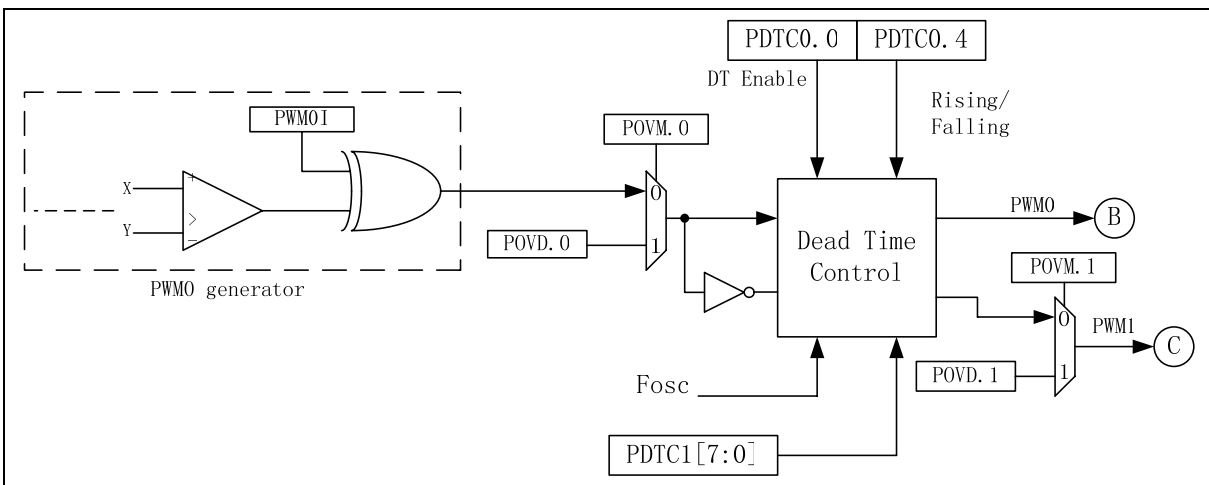 PDTC0.0
PDTC0.4
DT Enable
Rising/
Falling
PWM0I
POVM.0
X
+
>
Y
−
0
POVD.0
1
PWM0 generator
Dead Time
Control
PWM0
B
POVM.1
0
PWM1
C
POVD.1
1
Fosc
PDTC1[7:0]